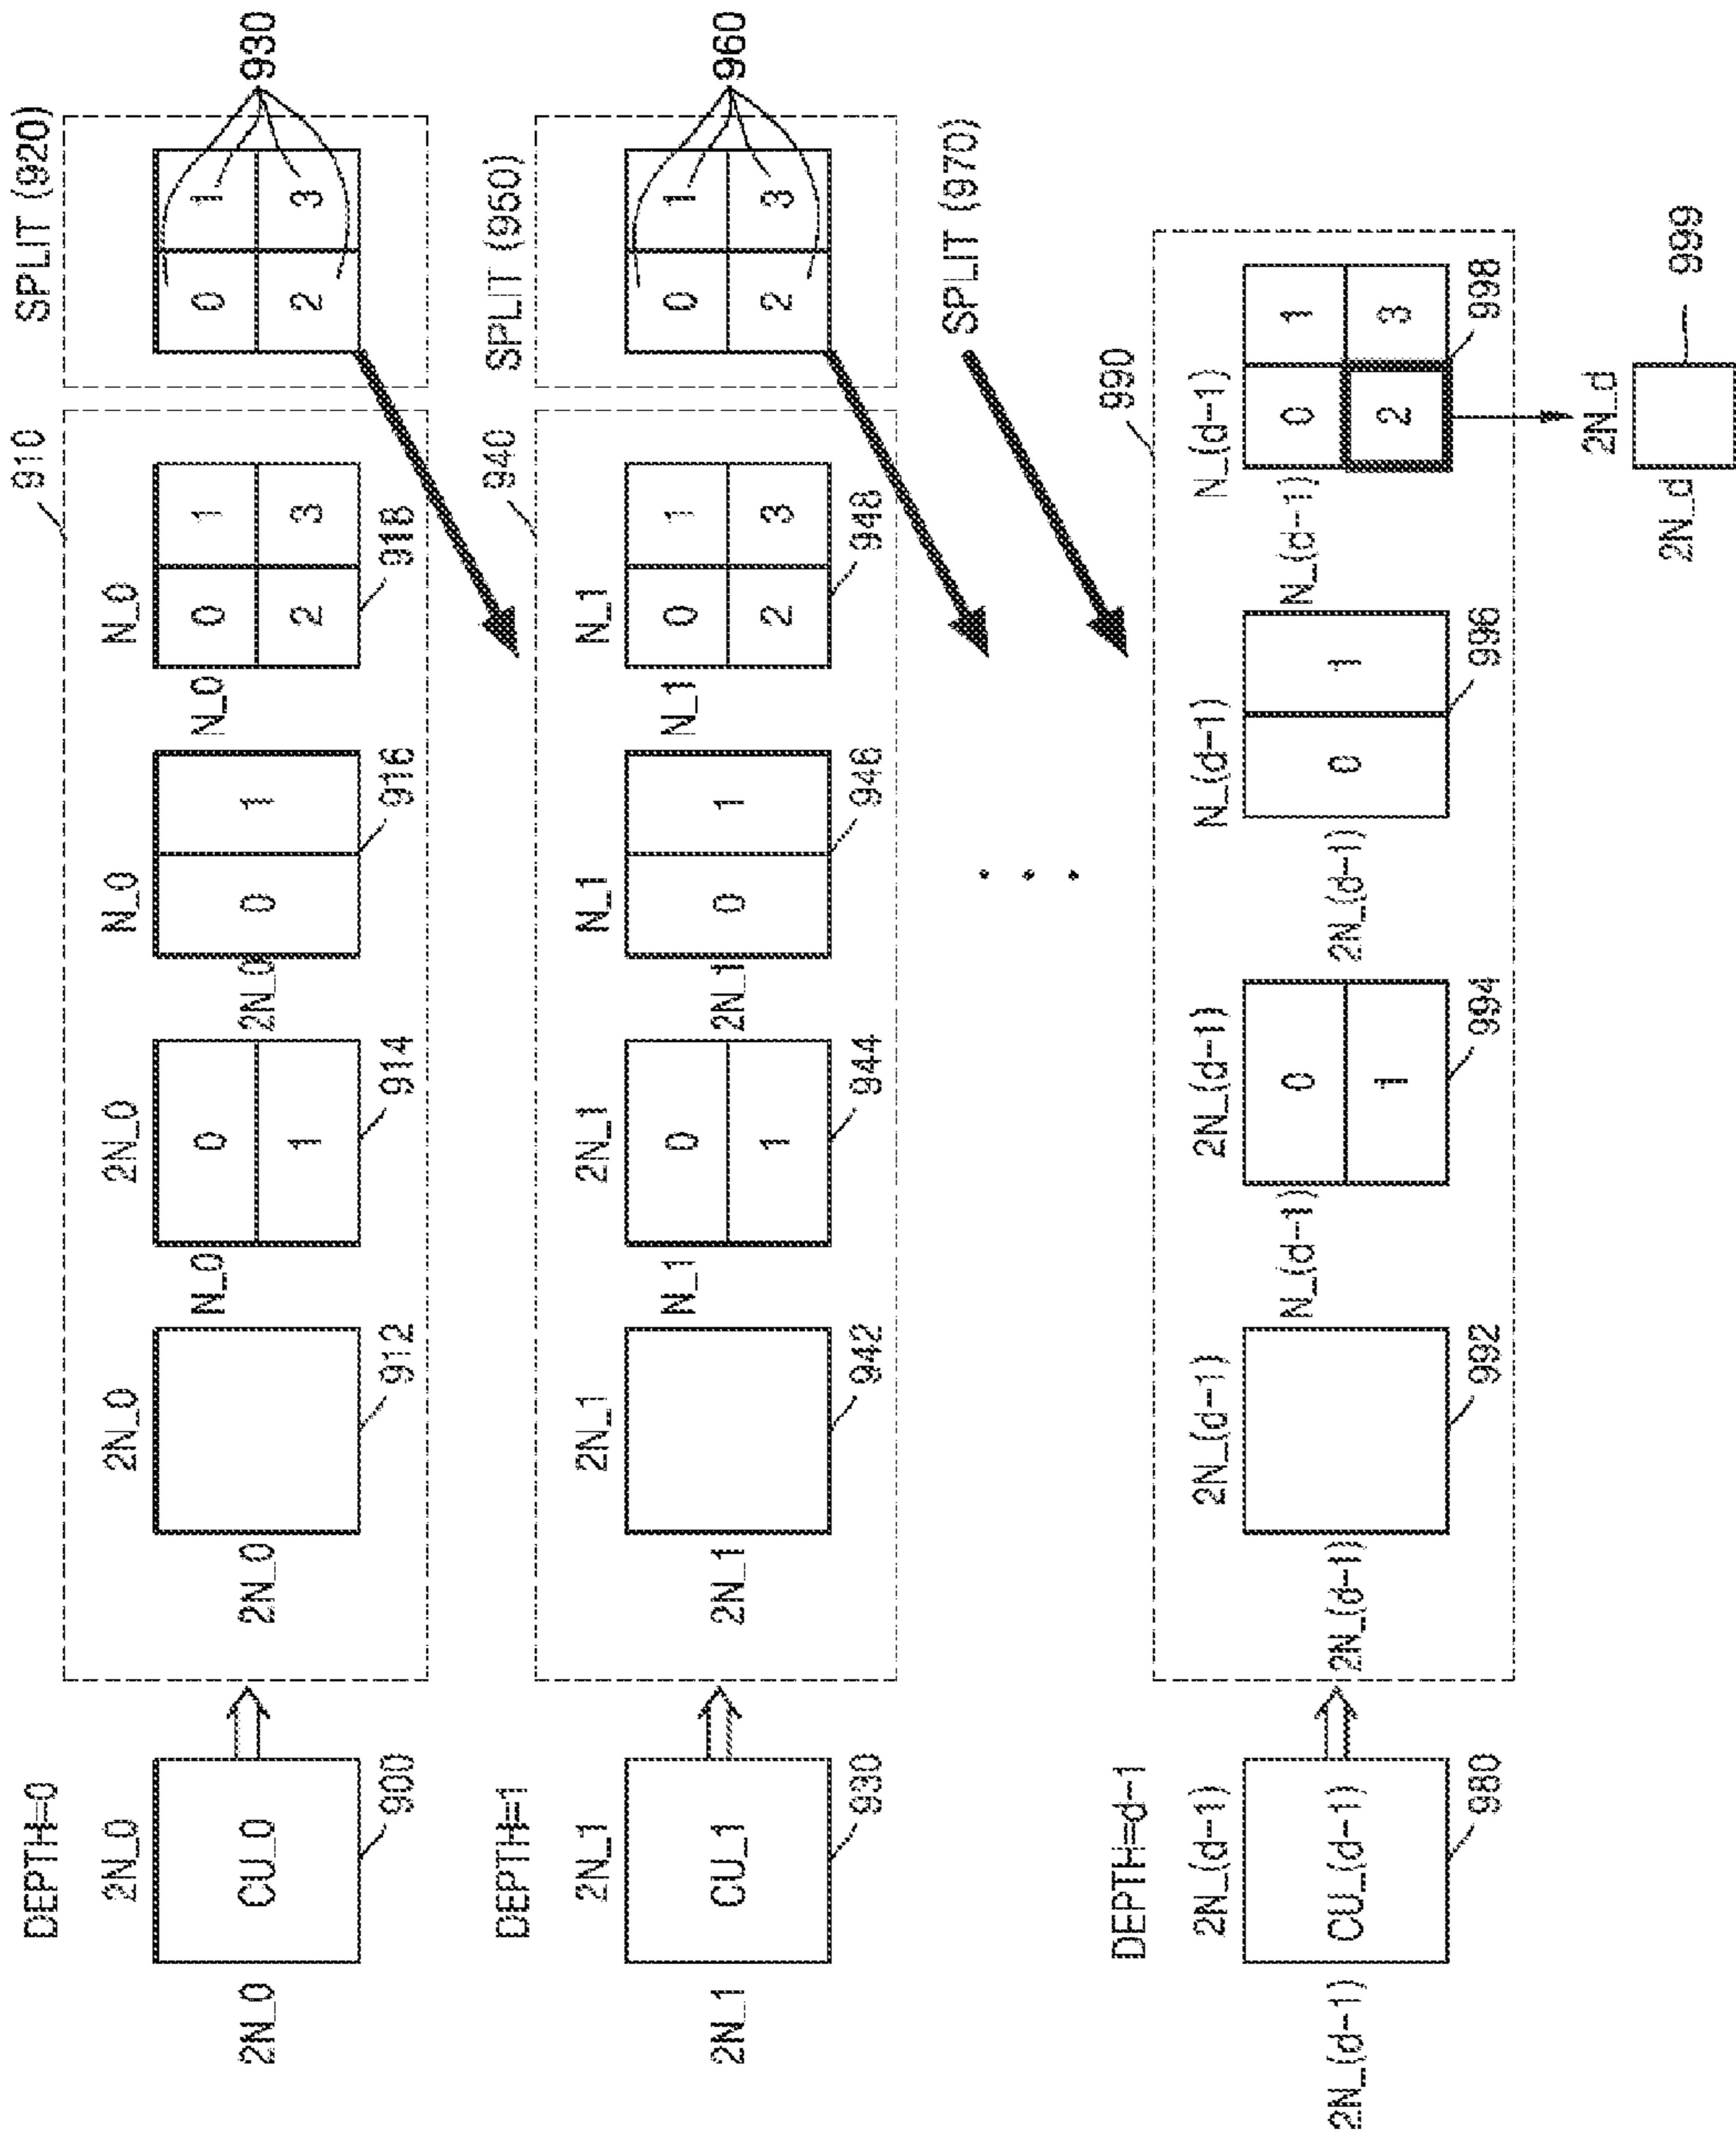 DEPTH=0
2N_0
2N_0
CU_0
900
910
2N_0
2N_0
912
2N_0
N_0
0
1
914
N_0
2N_0
0 1
916
N_0
N_0
0 1
2 3
918
SPLIT (920)
0 1
2 3
930
DEPTH=1
2N_1
2N_1
CU_1
930
940
2N_1
2N_1
942
2N_1
N_1
0
1
944
N_1
2N_1
0 1
946
N_1
N_1
0 1
2 3
948
SPLIT (950)
0 1
2 3
960
SPLIT (970)
DEPTH=d-1
2N_(d-1)
2N_(d-1)
CU_(d-1)
980
990
2N_(d-1)
2N_(d-1)
992
2N_(d-1)
N_(d-1)
0
1
994
N_(d-1)
2N_(d-1)
0 1
996
N_(d-1)
N_(d-1)
0 1
2 3
998
2N_d
2N_d
999